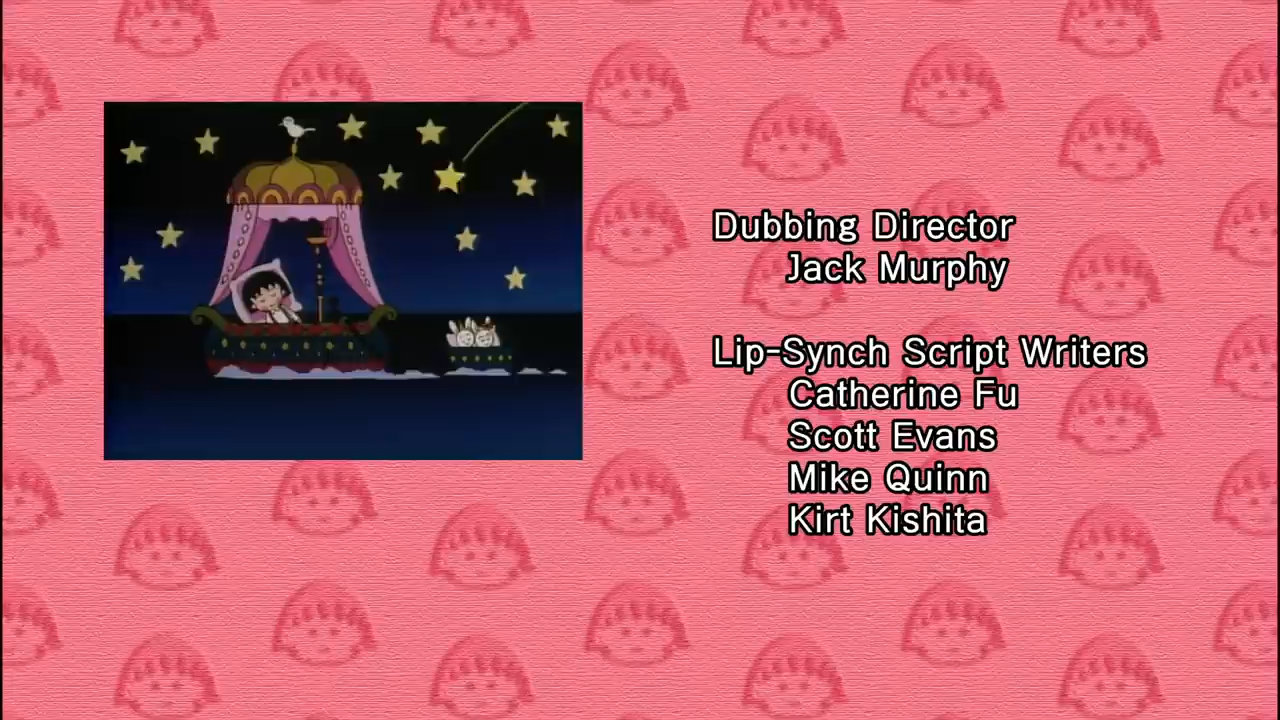 Dubbing Director
Jack Murphy
Lip-Synch Script Writers
Catherine Fu
Scott Evans
Mike Quinn
Kirt Kishita